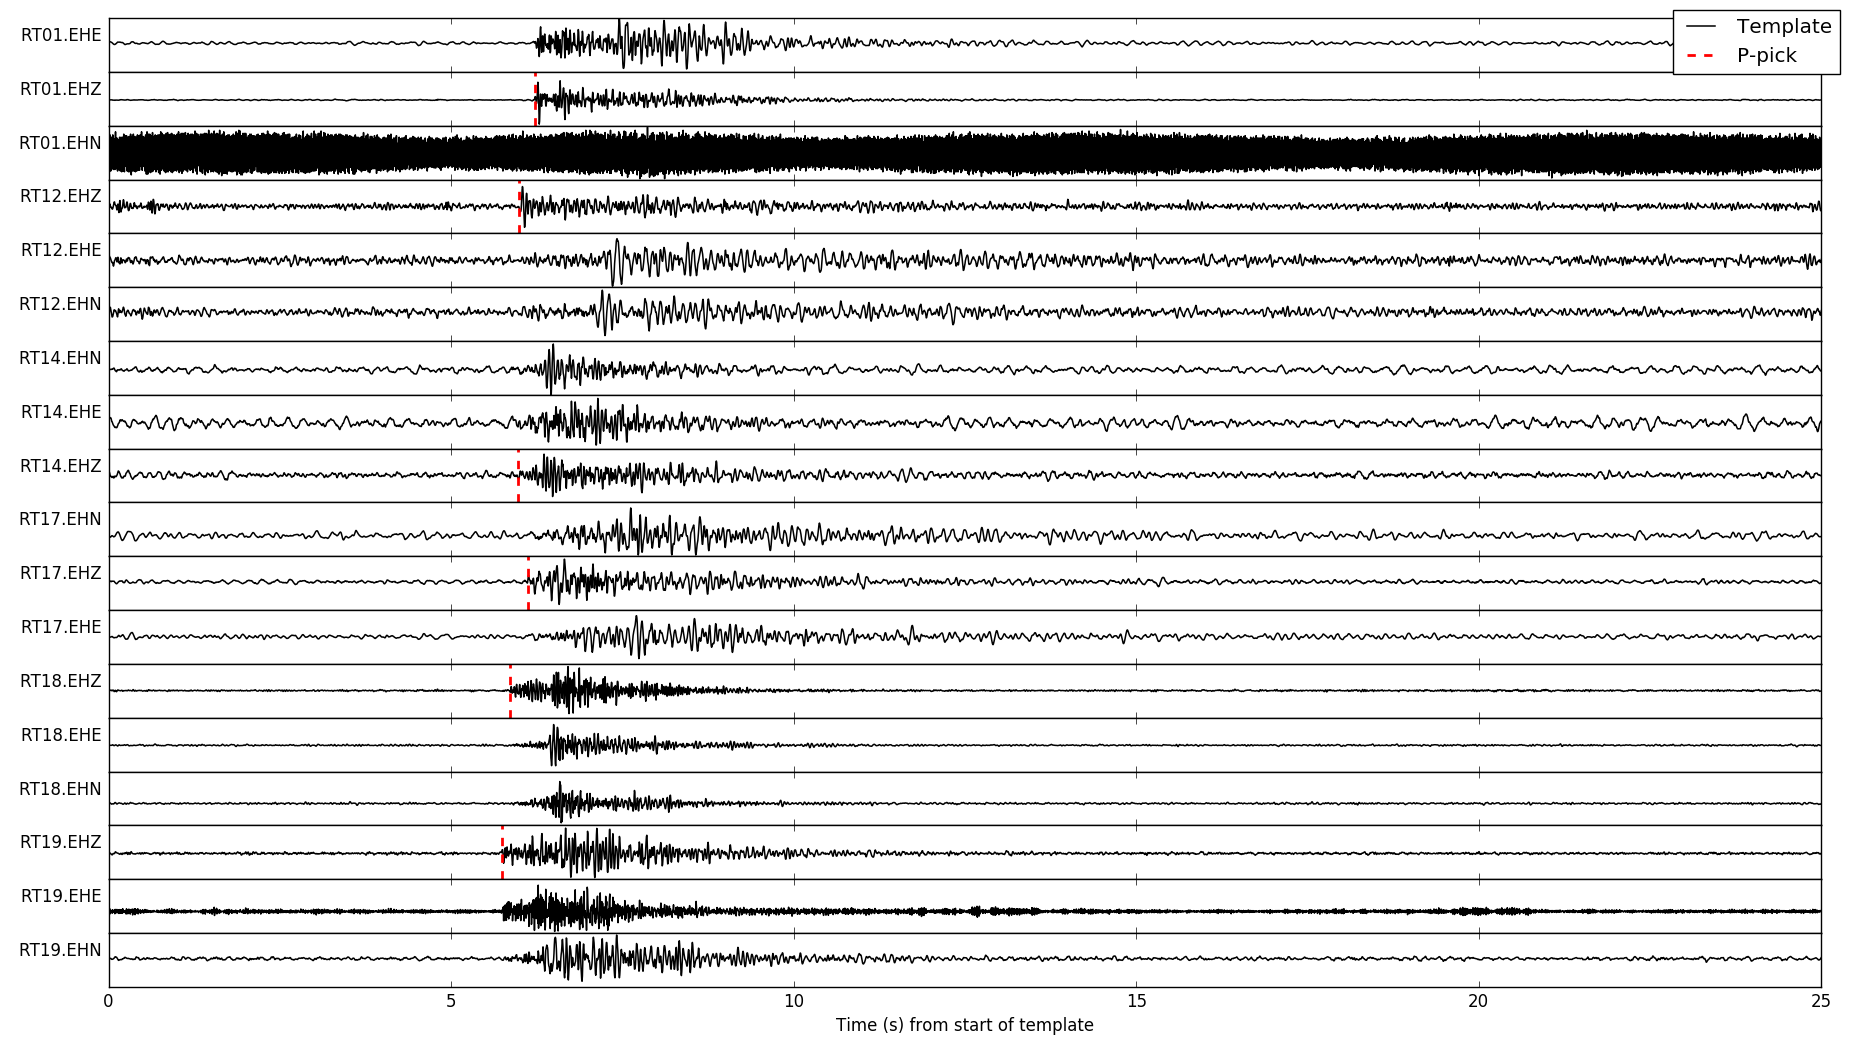 Template
P-pick
RT01.EHE
RT01.EHZ
RT01.EHN
RT12.EHZ
RT12.EHE
RT12.EHN
RT14.EHN
RT14.EHE
RT14.EHZ
RT17.EHN
RT17.EHZ
RT17.EHE
RT18.EHZ
RT18.EHE
RT18.EHN
RT19.EHZ
RT19.EHE
RT19.EHN
0 5 10 15 20 25
Time (s) from start of template